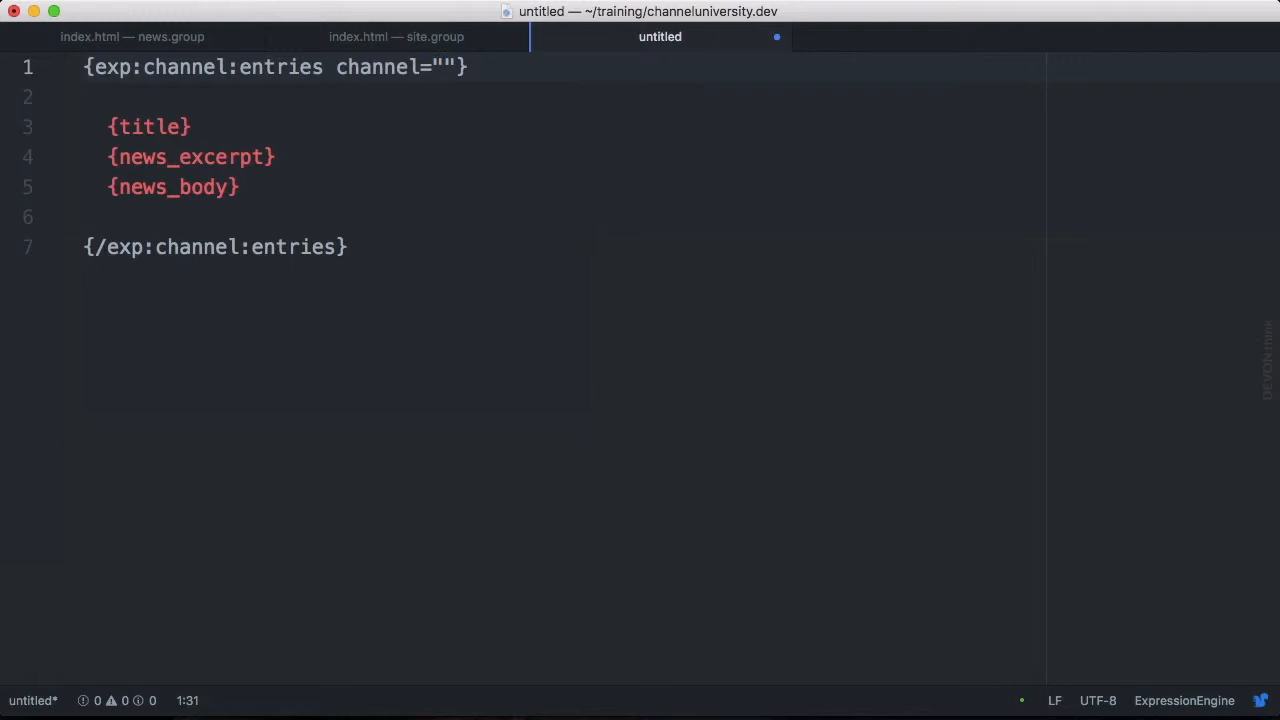 untitled — ~/training/channeluniversity.dev
index.html — news.group index.html — site.group untitled
1 {exp:channel:entries channel=""}
2
3 {title}
4 {news_excerpt}
5 {news_body}
6
7 {/exp:channel:entries}
DEVONthink
untitled* 0 0 0 1:31 LF UTF-8 ExpressionEngine